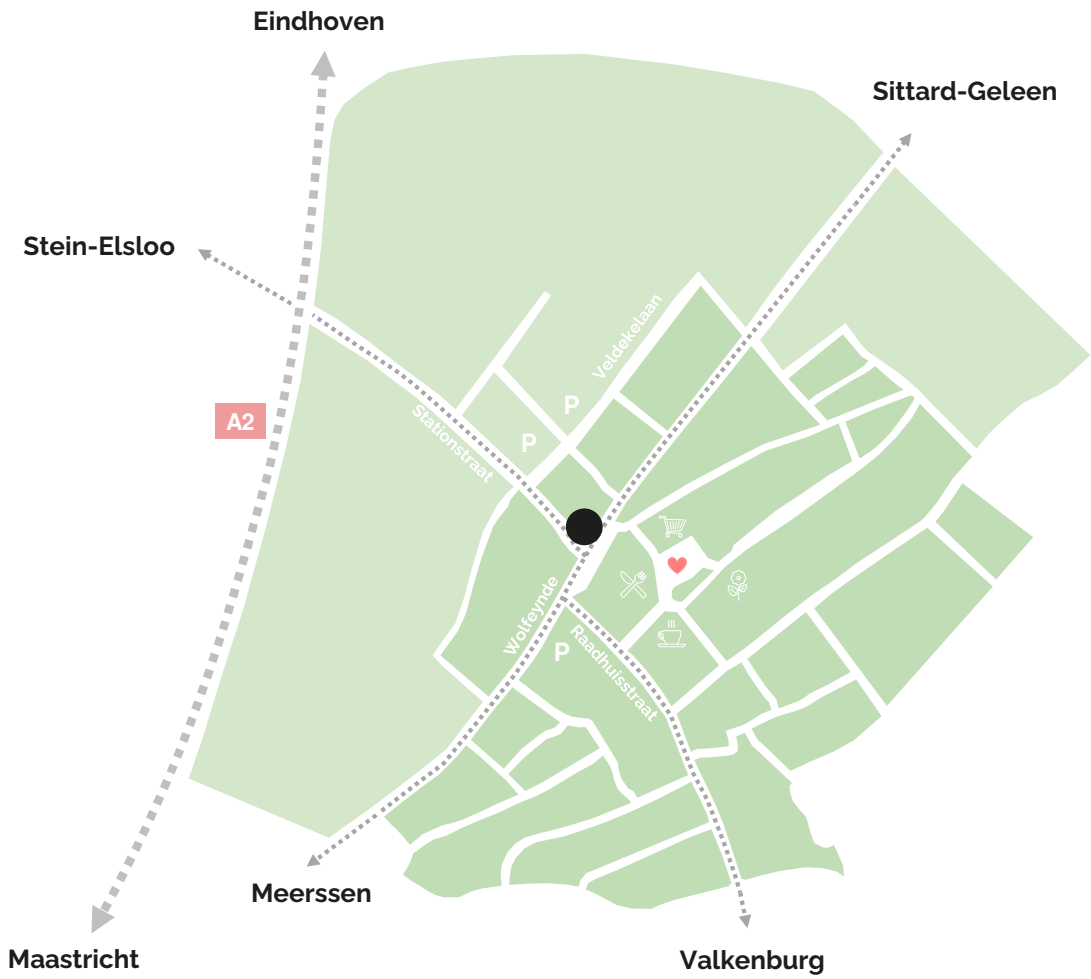 Eindhoven
Sittard-Geleen
Stein-Elsloo
Veldekelaan
P
A2
P
Stationstraat
Wolfeynde
P
Raadhuisstraat
Meerssen
Maastricht
Valkenburg